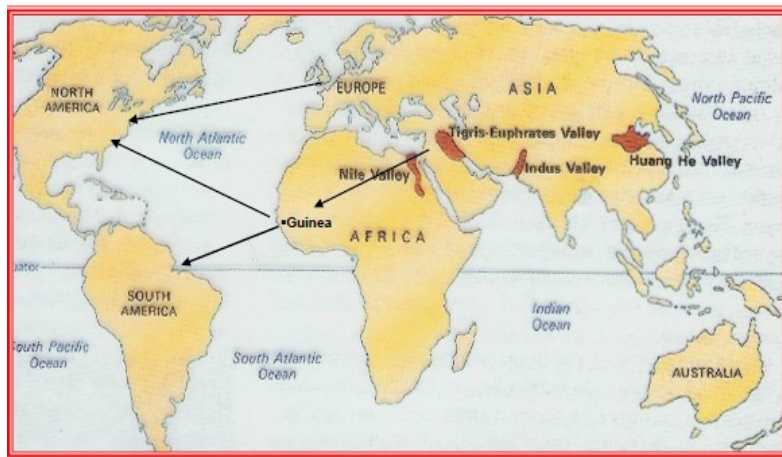 NORTH
AMERICA
EUROPE
ASIA
North Pacific
Ocean
North Atlantic
Ocean
Tigris-Euphrates Valley
Nile Valley
Indus Valley
Huang He Valley
Guinea
AFRICA
SOUTH
AMERICA
Indian
Ocean
South Pacific
Ocean
South Atlantic
Ocean
AUSTRALIA